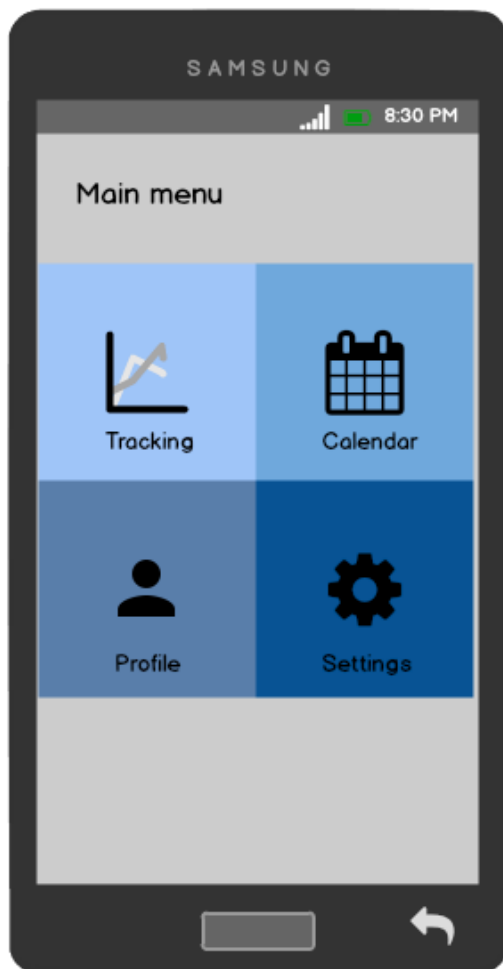 SAMSUNG
8:30 PM
Main menu
Tracking
Calendar
Profile
Settings